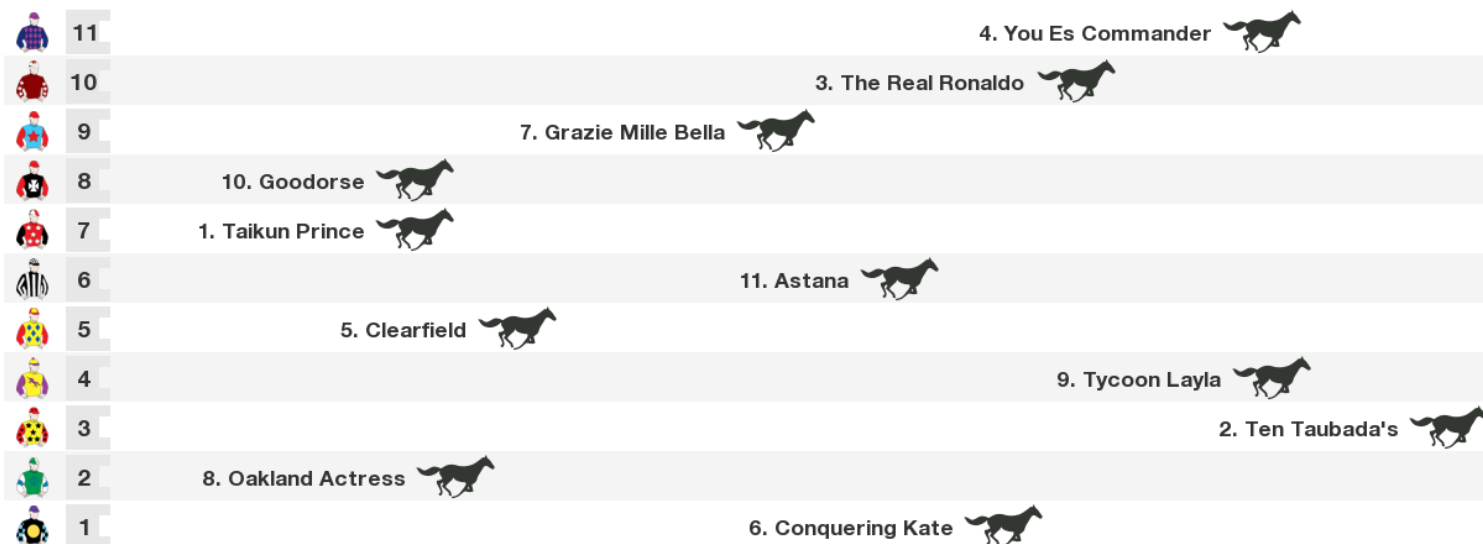 11 4. You Es Commander
10 3. The Real Ronaldo
9 7. Grazie Mille Bella
8 10. Goodorse
7 1. Taikun Prince
6 11. Astana
5 5. Clearfield
4 9. Tycoon Layla
3 2. Ten Taubada's
2 8. Oakland Actress
1 6. Conquering Kate